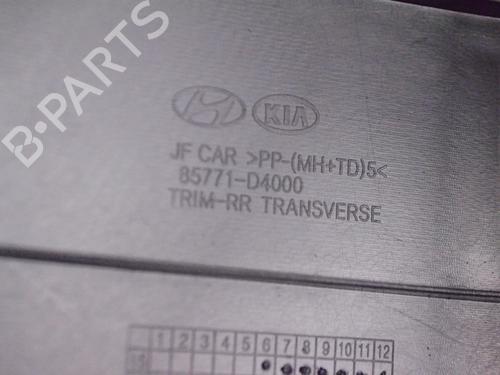 B-PARTS
KIA
JF CAR >PP-(MH+TD)5<
85771-D4000
TRIM-RR TRANSVERSE
1 2 3 4 5 6 7 8 9 10 11 12